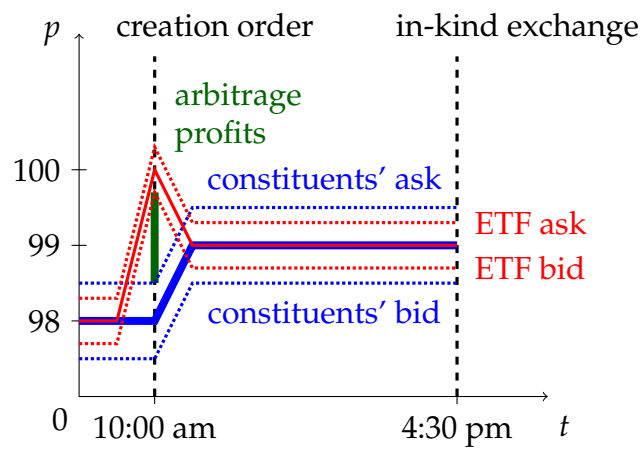 creation order
in-kind exchange
p
arbitrage
profits
100
constituents’ ask
ETF ask
99
ETF bid
98
constituents’ bid
0
10:00 am
4:30 pm
t